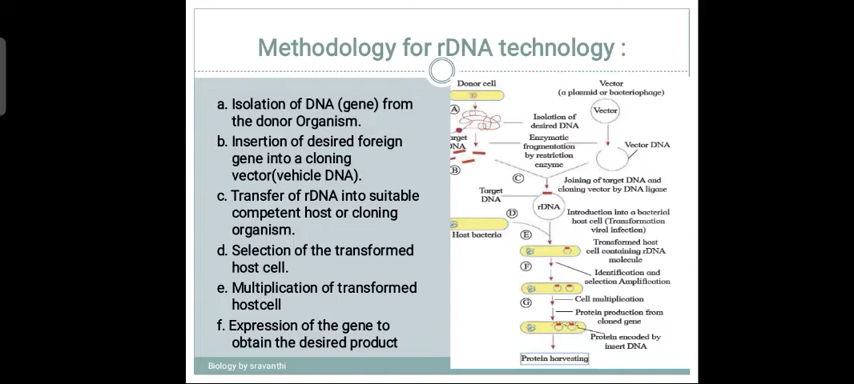 Methodology for rDNA technology :
a. Isolation of DNA (gene) from
the donor Organism.
b. Insertion of desired foreign
gene into a cloning
vector(vehicle DNA).
c. Transfer of rDNA into suitable
competent host or cloning
organism.
d. Selection of the transformed
host cell.
e. Multiplication of transformed
hostcell
f. Expression of the gene to
obtain the desired product
Biology by sravanthi
Donor cell
Vector
(a plasmid or bacteriophage)
A
Vector
Isolation of
desired DNA
arget
DNA
Enzymatic
fragmentation
by restriction
enzyme
Vector DNA
B
C
Joining of target DNA and
cloning vector by DNA ligase
Target
DNA
rDNA
D
Introduction into a bacterial
host cell (Transformation
viral infection)
Host bacteria
E
Transformed host
cell containing rDNA
molecule
F
Identification and
selection Amplification
G
Cell multiplication
Protein production from
cloned gene
Protein encoded by
insert DNA
Protein harvesting